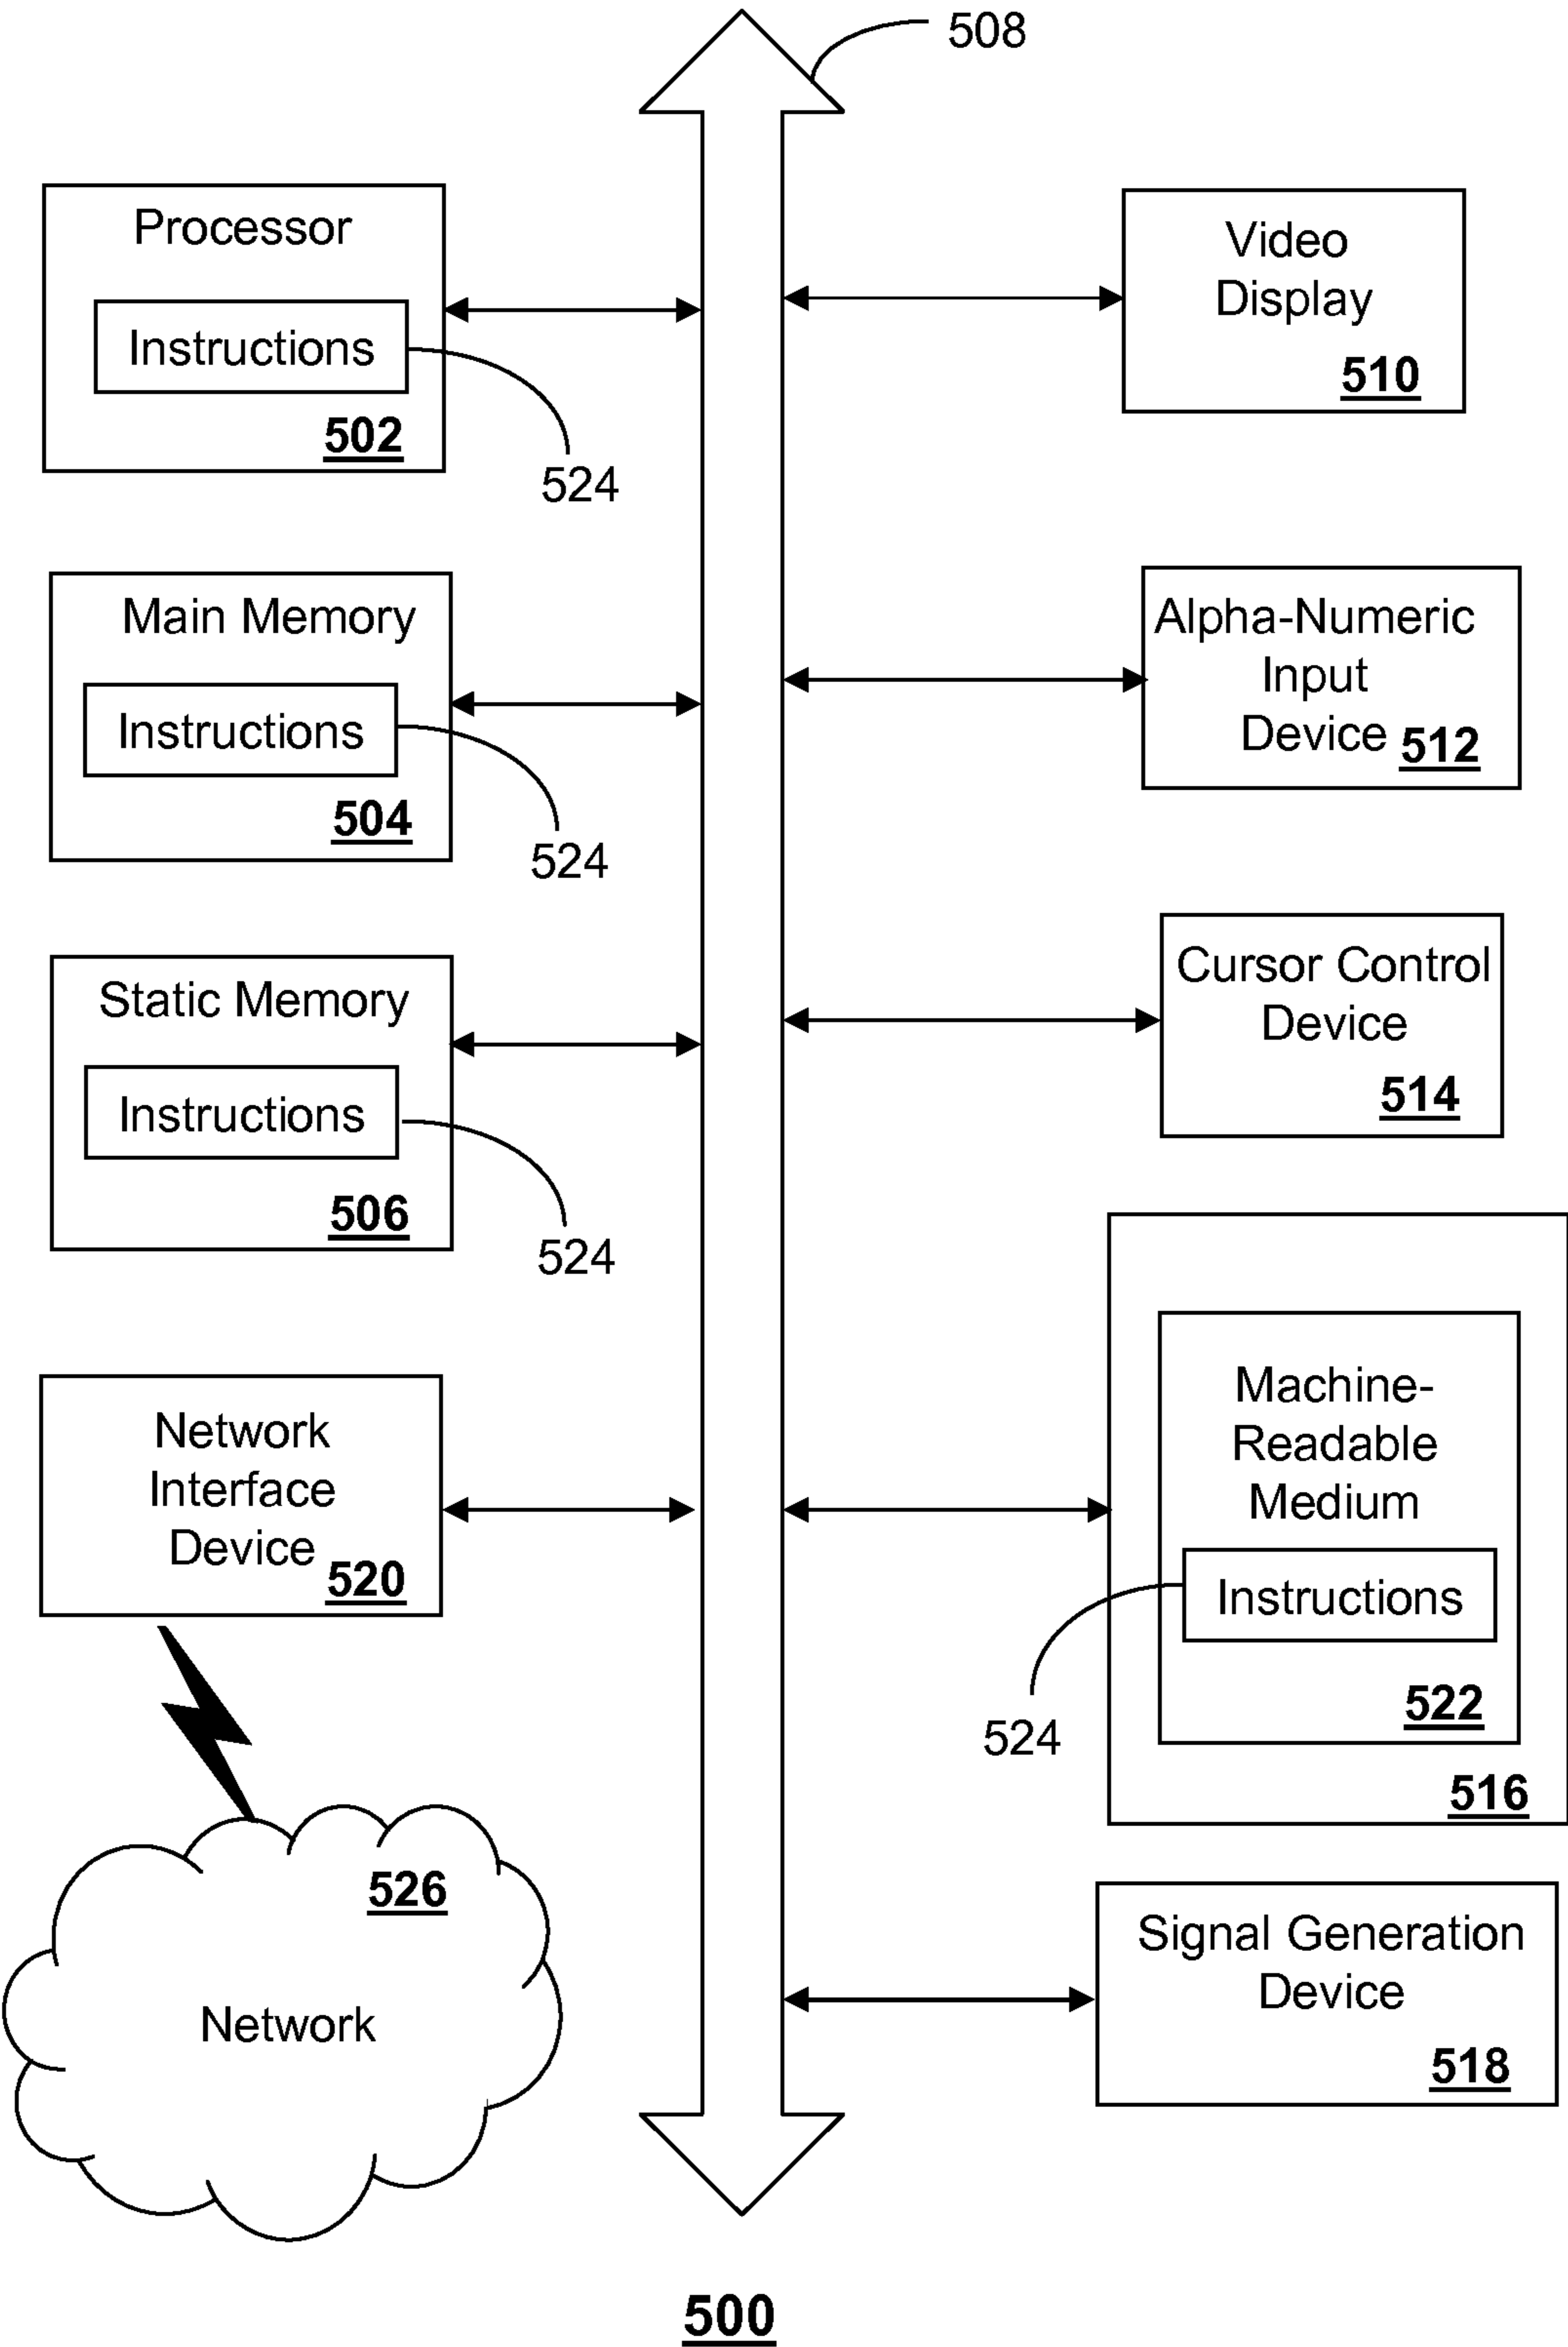 508
Processor
Instructions
502
524
Main Memory
Instructions
504
524
Static Memory
Instructions
506
524
Network
Interface
Device
520
526
Network
Video
Display
510
Alpha-Numeric
Input
Device 512
Cursor Control
Device
514
Machine-
Readable
Medium
Instructions
522
524
516
Signal Generation
Device
518
500